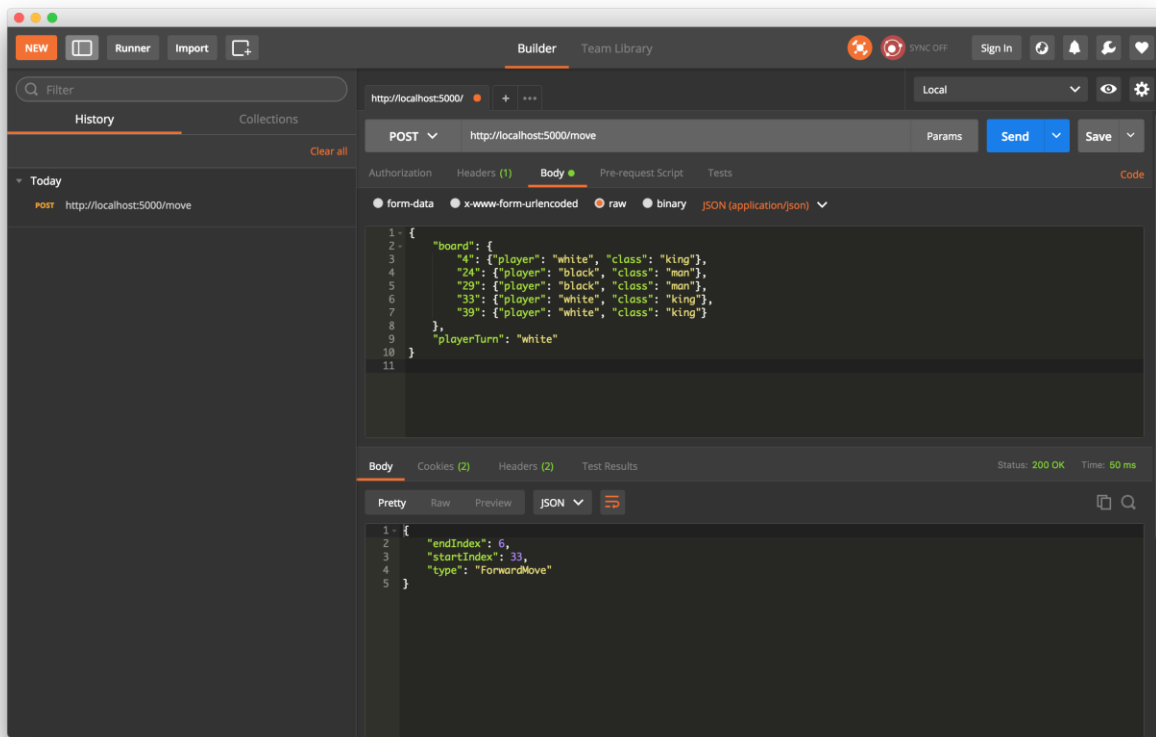 NEW Runner Import Builder Team Library SYNC OFF Sign In
Filter
History Collections
Clear all
Today
POST http://localhost:5000/move
http://localhost:5000/ + ••• Local
POST http://localhost:5000/move Params Send Save
Authorization Headers (1) Body Pre-request Script Tests Code
form-data x-www-form-urlencoded raw binary JSON (application/json)
1 {
2 "board": {
3 "4": {"player": "white", "class": "king"},
4 "24": {"player": "black", "class": "man"},
5 "29": {"player": "black", "class": "man"},
6 "33": {"player": "white", "class": "king"},
7 "39": {"player": "white", "class": "king"}
8 },
9 "playerTurn": "white"
10 }
11
Body Cookies (2) Headers (2) Test Results Status: 200 OK Time: 50 ms
Pretty Raw Preview JSON
1 {
2 "endIndex": 6,
3 "startIndex": 33,
4 "type": "ForwardMove"
5 }